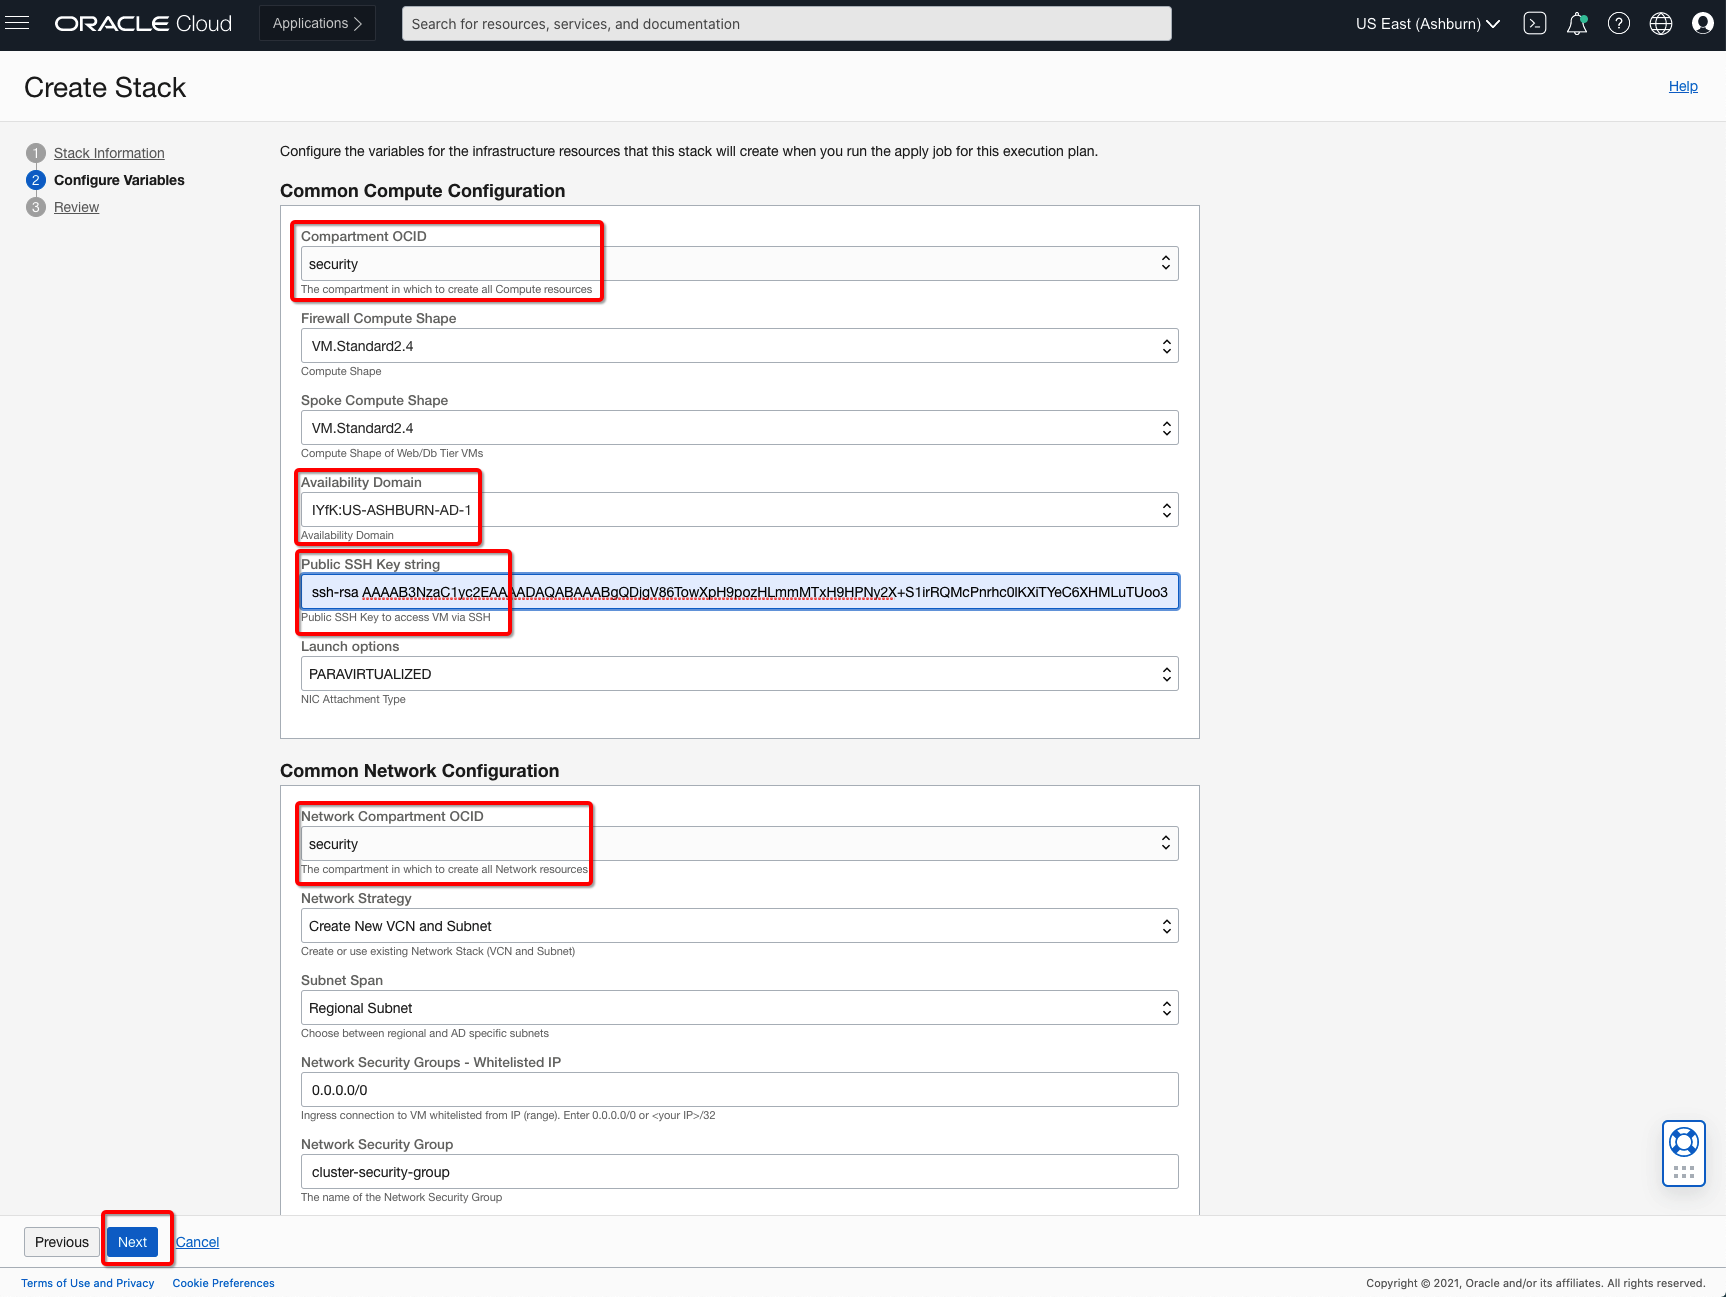 ORACLE Cloud
Applications
Search for resources, services, and documentation
US East (Ashburn)
Create Stack
Help
1 Stack Information
2 Configure Variables
3 Review
Configure the variables for the infrastructure resources that this stack will create when you run the apply job for this execution plan.
Common Compute Configuration
Compartment OCID
security
The compartment in which to create all Compute resources
Firewall Compute Shape
VM.Standard2.4
Compute Shape
Spoke Compute Shape
VM.Standard2.4
Compute Shape of Web/Db Tier VMs
Availability Domain
IYfK:US-ASHBURN-AD-1
Availability Domain
Public SSH Key string
ssh-rsa AAAAB3NzaC1yc2EAAAADAQABAAABgQDjgV86TowXpH9pozHLmmMTxH9HPNy2X+S1irRQMcPnrhc0lKXiTYeC6XHMLuTUoo3
Public SSH Key to access VM via SSH
Launch options
PARAVIRTUALIZED
NIC Attachment Type
Common Network Configuration
Network Compartment OCID
security
The compartment in which to create all Network resources
Network Strategy
Create New VCN and Subnet
Create or use existing Network Stack (VCN and Subnet)
Subnet Span
Regional Subnet
Choose between regional and AD specific subnets
Network Security Groups - Whitelisted IP
0.0.0.0/0
Ingress connection to VM whitelisted from IP (range). Enter 0.0.0.0/0 or <your IP>/32
Network Security Group
cluster-security-group
The name of the Network Security Group
Previous
Next
Cancel
Terms of Use and Privacy
Cookie Preferences
Copyright © 2021, Oracle and/or its affiliates. All rights reserved.